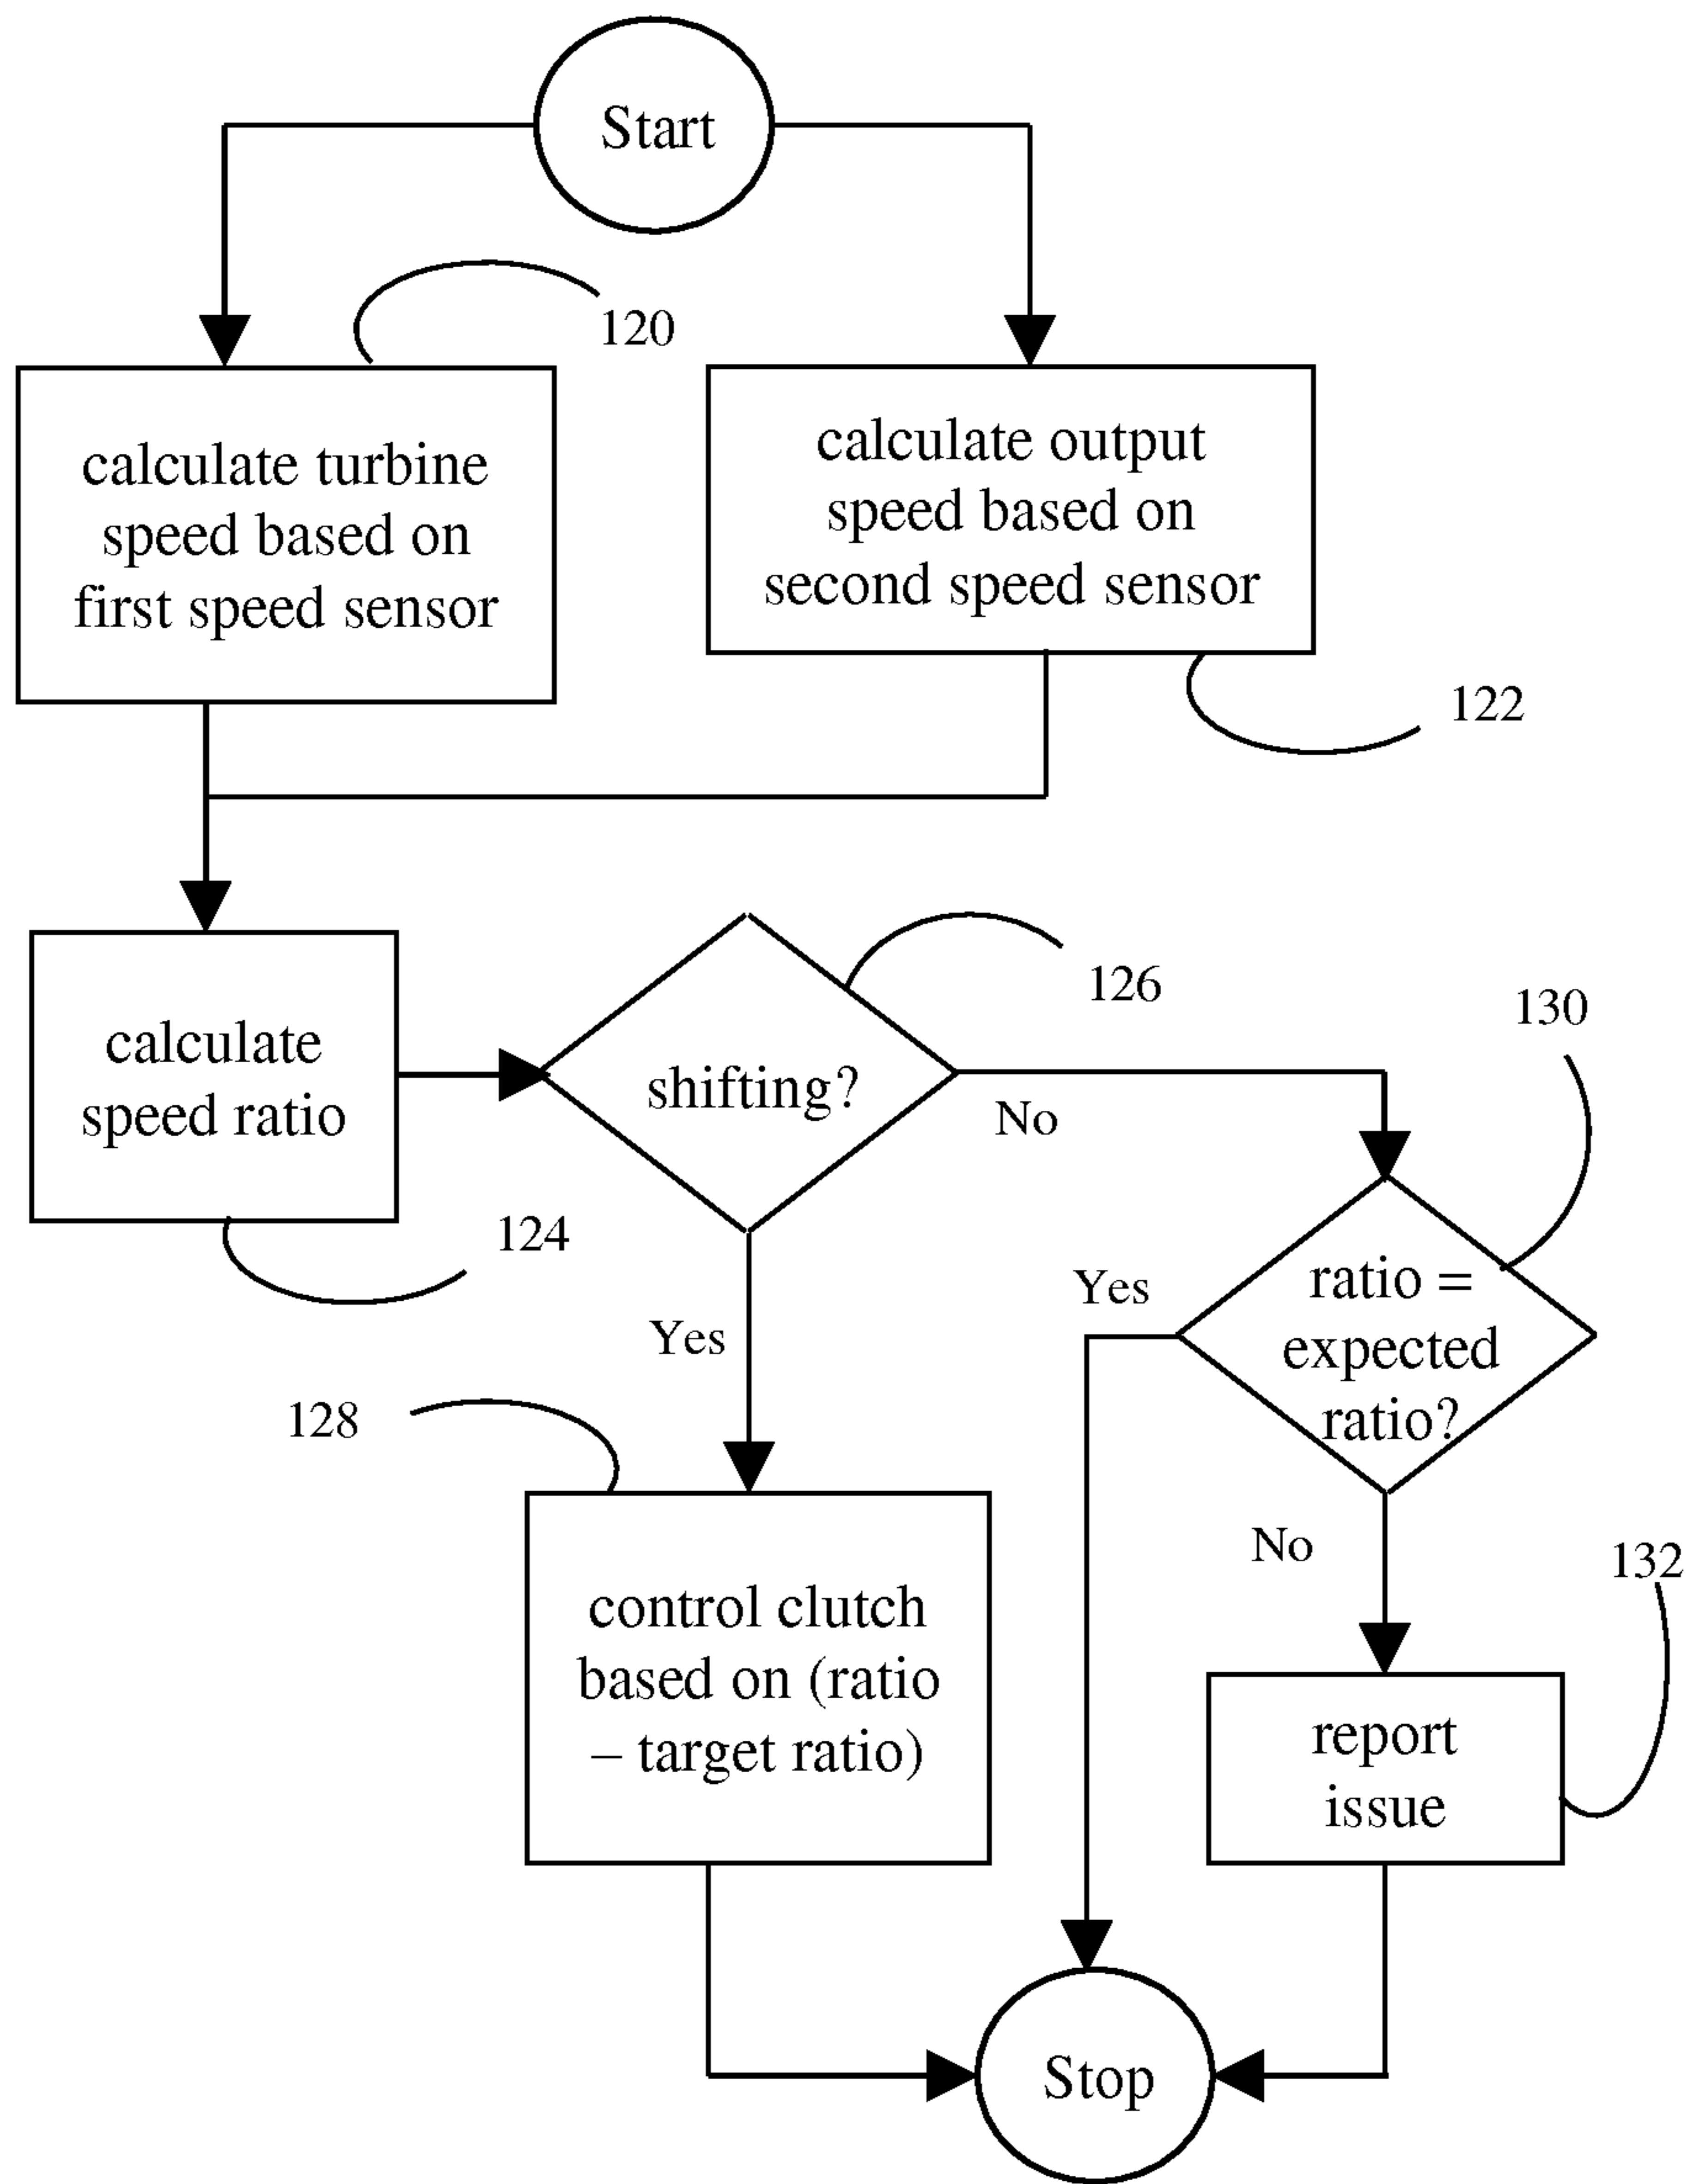 Start
120
calculate turbine
speed based on
first speed sensor
calculate output
speed based on
second speed sensor
122
calculate
speed ratio
124
shifting?
126
No
130
Yes
ratio =
expected
ratio?
Yes
128
control clutch
based on (ratio
– target ratio)
No
132
report
issue
Stop